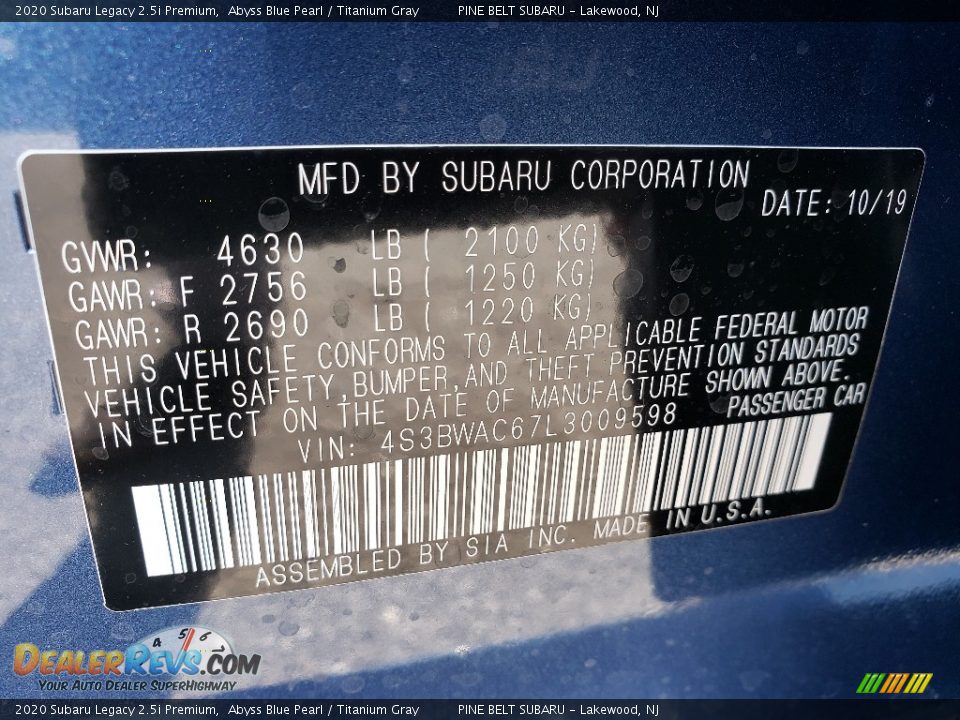 2020 Subaru Legacy 2.5i Premium,  Abyss Blue Pearl / Titanium Gray    PINE BELT SUBARU - Lakewood, NJ
MFD BY SUBARU CORPORATION
DATE: 10/19
GVWR: 4630 LB ( 2100 KG)
GAWR: F 2756 LB ( 1250 KG)
GAWR: R 2690 LB ( 1220 KG)
THIS VEHICLE CONFORMS TO ALL APPLICABLE FEDERAL MOTOR
VEHICLE SAFETY,BUMPER,AND THEFT PREVENTION STANDARDS
IN EFFECT ON THE DATE OF MANUFACTURE SHOWN ABOVE.
VIN: 4S3BWAC67L3009598 PASSENGER CAR
ASSEMBLED BY SIA INC. MADE IN U.S.A.
4 5 6
DEALERREVS.COM
YOUR AUTO DEALER SUPERHIGHWAY
2020 Subaru Legacy 2.5i Premium,  Abyss Blue Pearl / Titanium Gray    PINE BELT SUBARU - Lakewood, NJ